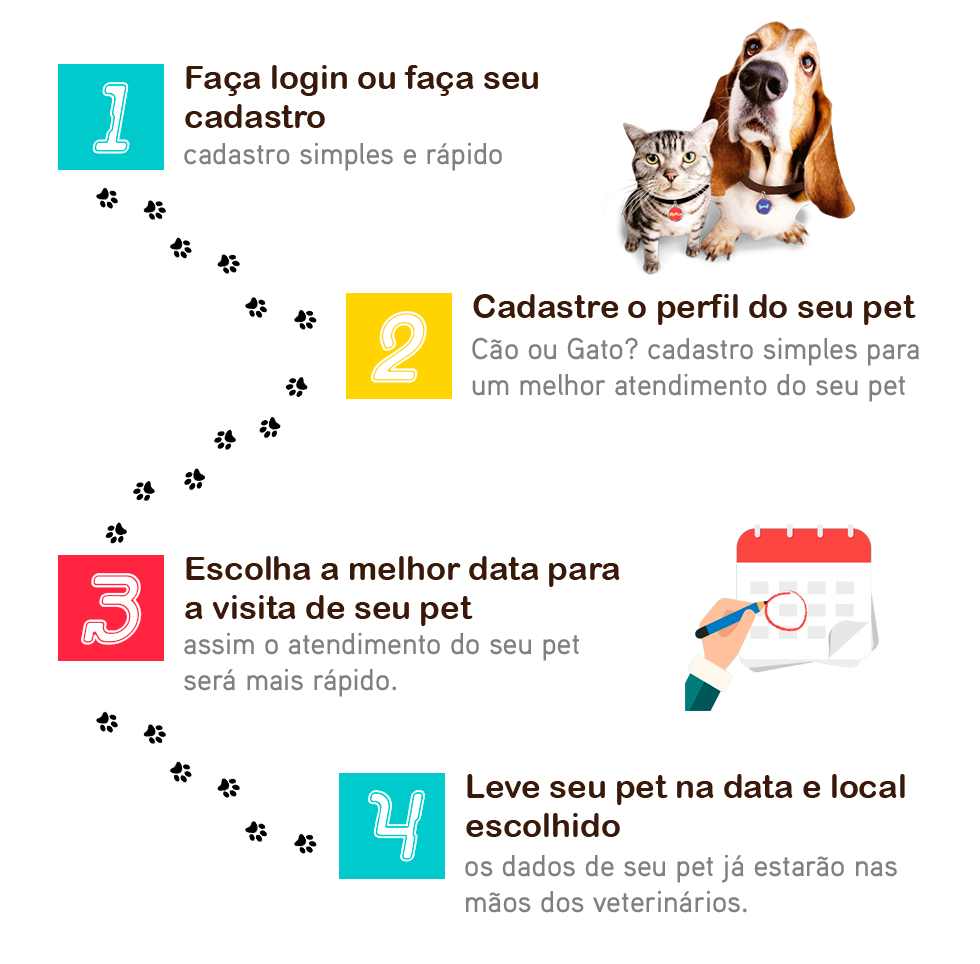 1
Faça login ou faça seu
cadastro
cadastro simples e rápido
2
Cadastre o perfil do seu pet
Cão ou Gato? cadastro simples para
um melhor atendimento do seu pet
3
Escolha a melhor data para
a visita de seu pet
assim o atendimento do seu pet
será mais rápido.
4
Leve seu pet na data e local
escolhido
os dados de seu pet já estarão nas
mãos dos veterinários.